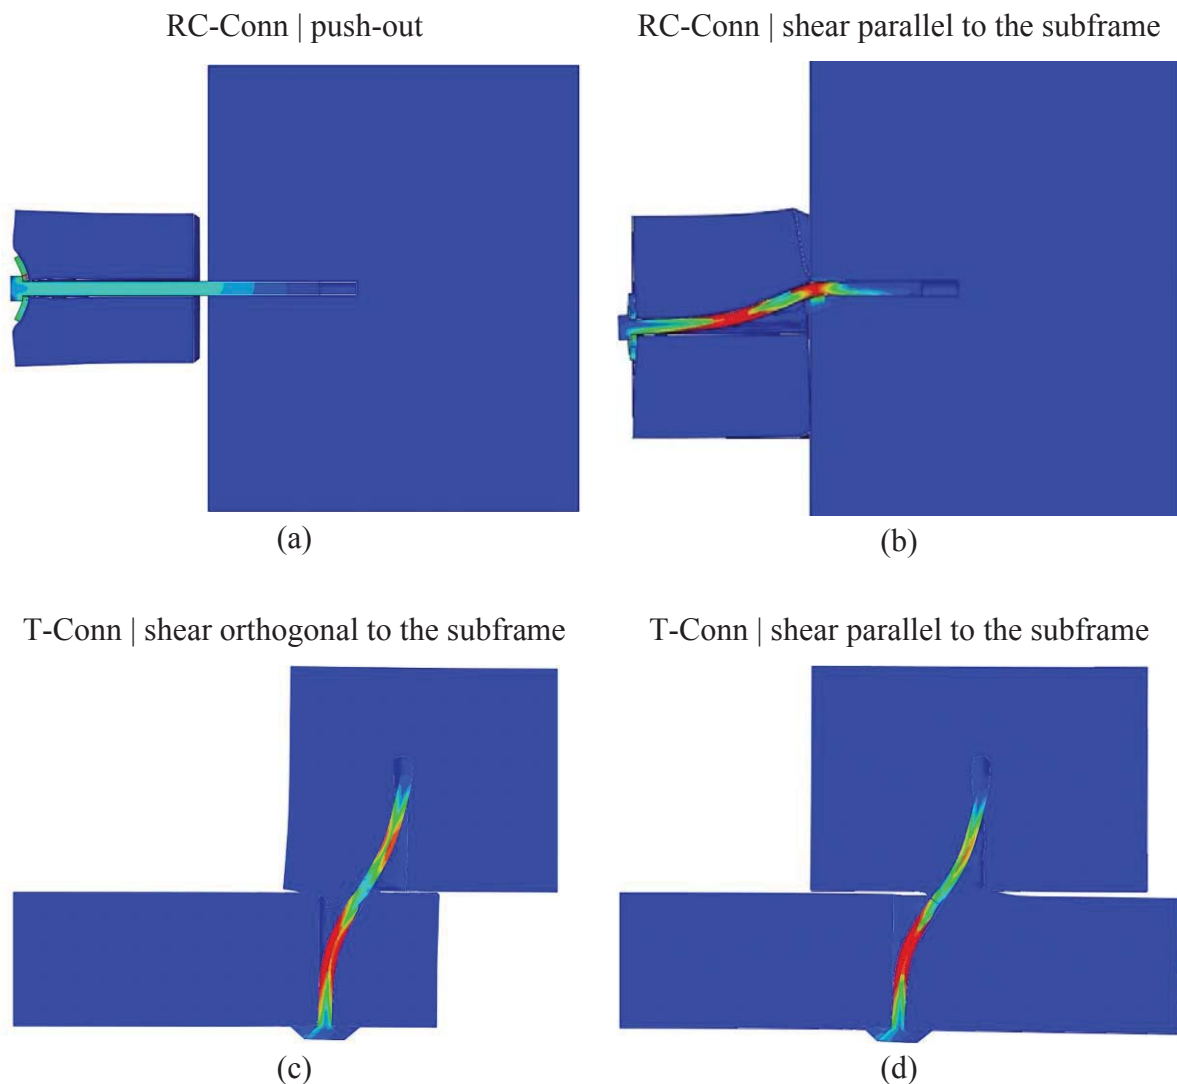 RC-Conn | push-out
RC-Conn | shear parallel to the subframe
(a)
(b)
T-Conn | shear orthogonal to the subframe
T-Conn | shear parallel to the subframe
(c)
(d)